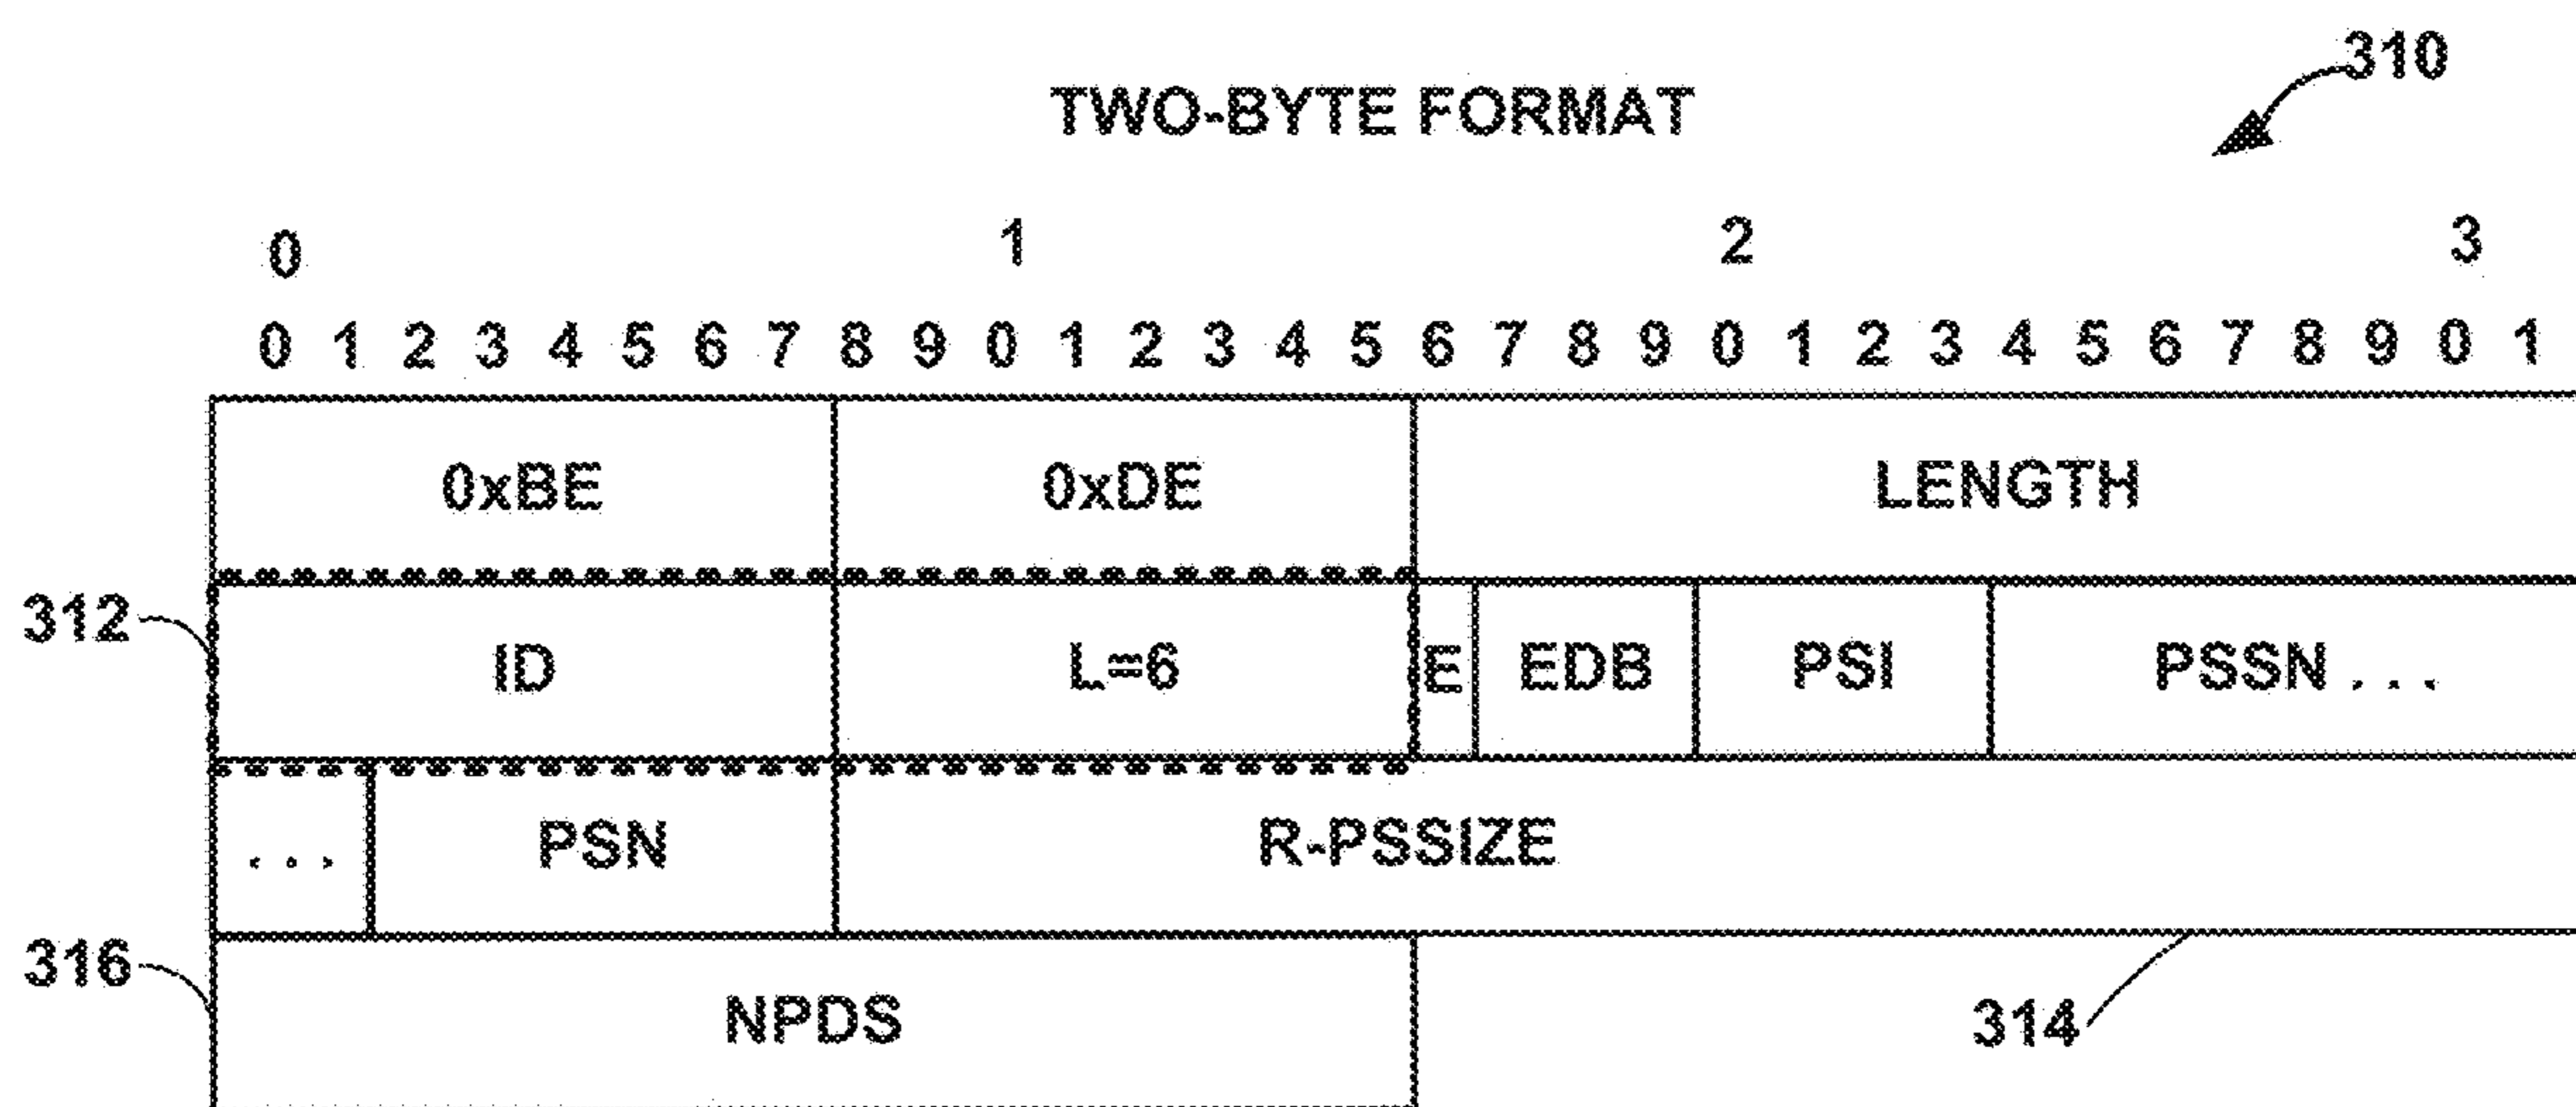 310
TWO-BYTE FORMAT
0 1 2 3
0 1 2 3 4 5 6 7 8 9 0 1 2 3 4 5 6 7 8 9 0 1 2 3 4 5 6 7 8 9 0 1
0xBE 0xDE LENGTH
312 ID L=6 E EDB PSI PSSN . . .
. . . PSN R-PSSIZE
316 NPDS 314